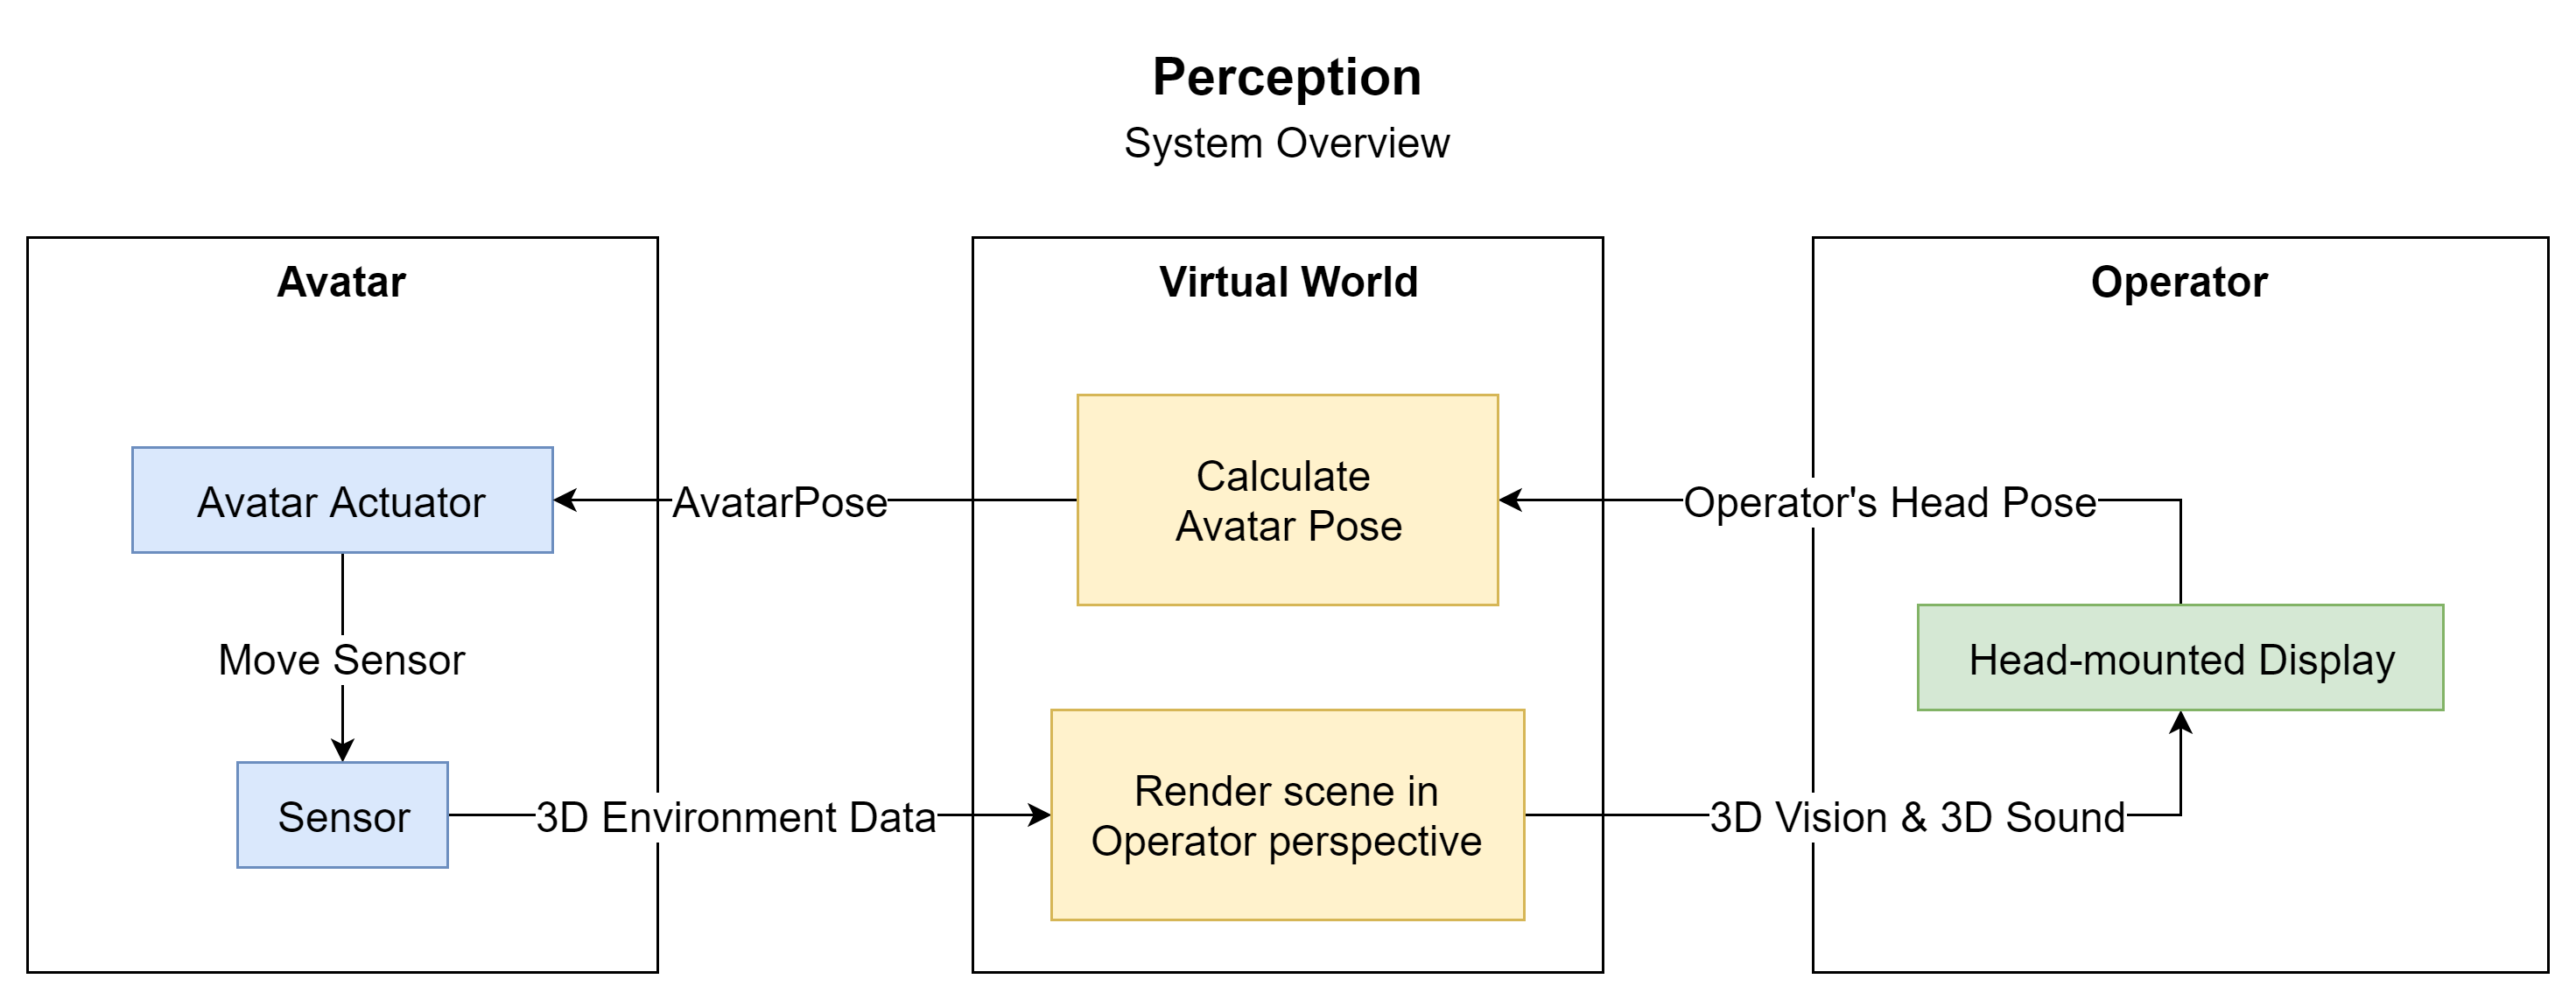 Perception
System Overview
Avatar
Virtual World
Operator
Avatar Actuator
AvatarPose
Calculate
Avatar Pose
Operator's Head Pose
Move Sensor
Head-mounted Display
Sensor
3D Environment Data
Render scene in
Operator perspective
3D Vision & 3D Sound